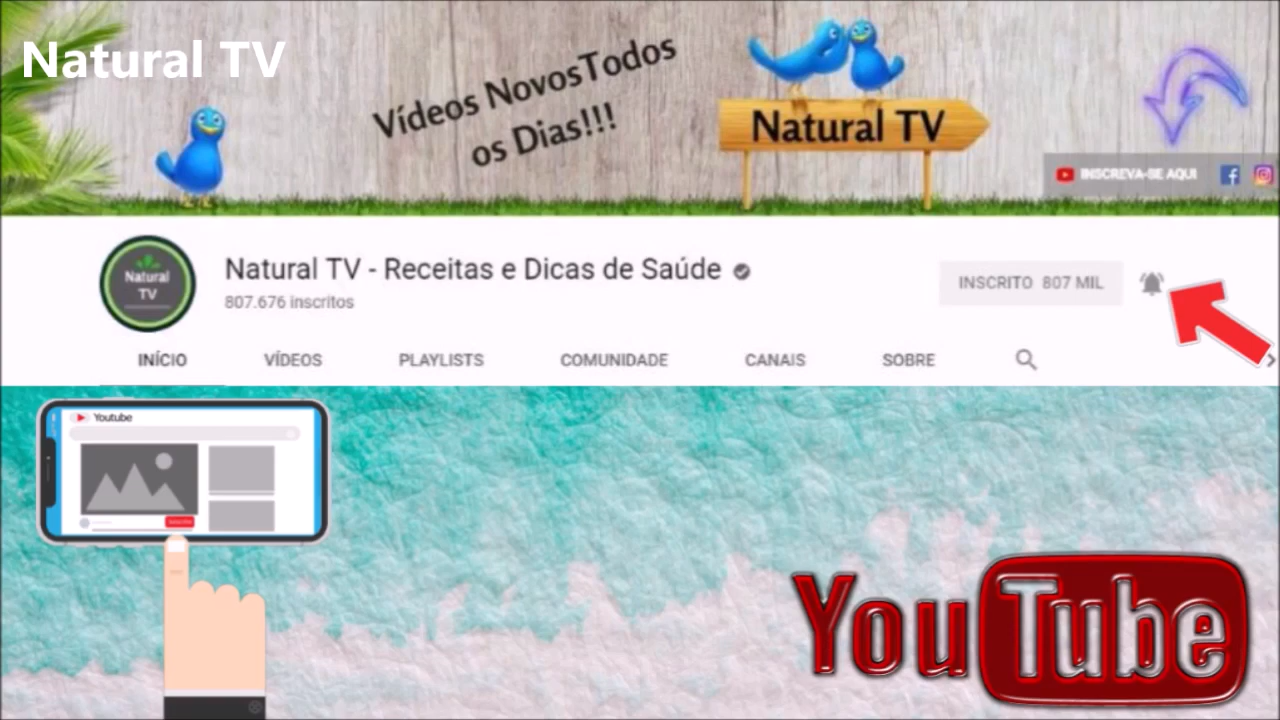 Natural TV
Vídeos NovosTodos
os Dias!!!
Natural TV
INSCREVA-SE AQUI
Natural
TV
Natural TV - Receitas e Dicas de Saúde
807.676 inscritos
INSCRITO 807 MIL
INÍCIO VÍDEOS PLAYLISTS COMUNIDADE CANAIS SOBRE
Youtube
YouTube